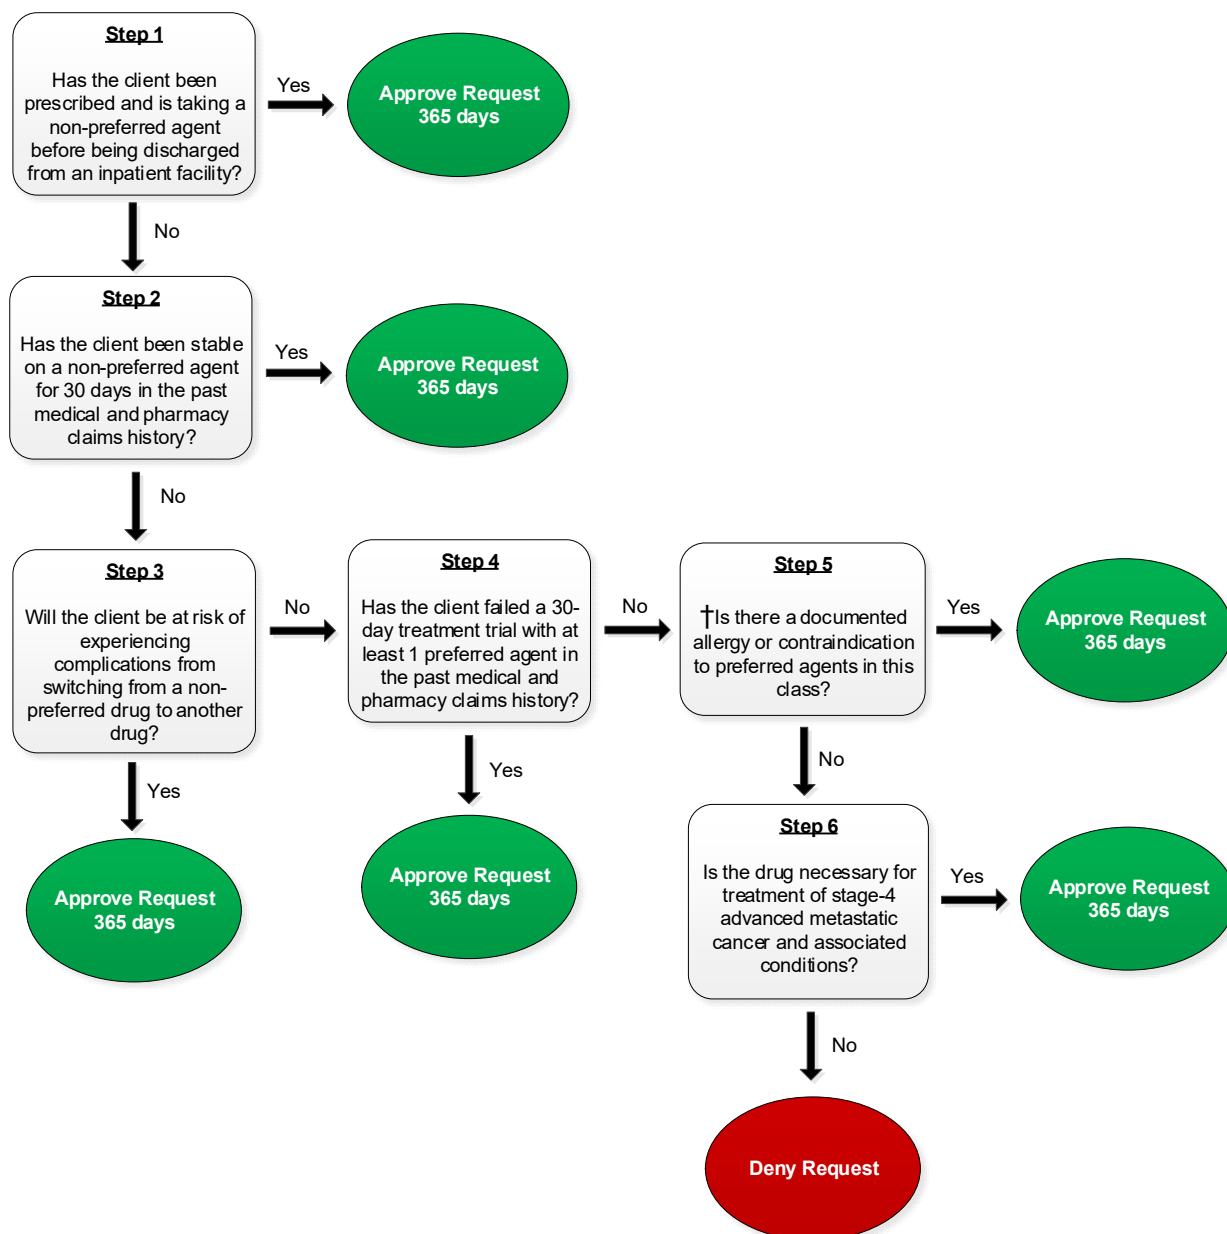 Step 1
Has the client been
prescribed and is taking a
non-preferred agent
before being discharged
from an inpatient facility?
Yes
Approve Request
365 days
No
Step 2
Has the client been stable
on a non-preferred agent
for 30 days in the past
medical and pharmacy
claims history?
Yes
Approve Request
365 days
No
Step 3
Will the client be at risk of
experiencing
complications from
switching from a non-
preferred drug to another
drug?
No
Yes
Approve Request
365 days
Step 4
Has the client failed a 30-
day treatment trial with at
least 1 preferred agent in
the past medical and
pharmacy claims history?
No
Yes
Approve Request
365 days
Step 5
†Is there a documented
allergy or contraindication
to preferred agents in this
class?
Yes
Approve Request
365 days
No
Step 6
Is the drug necessary for
treatment of stage-4
advanced metastatic
cancer and associated
conditions?
Yes
Approve Request
365 days
No
Deny Request